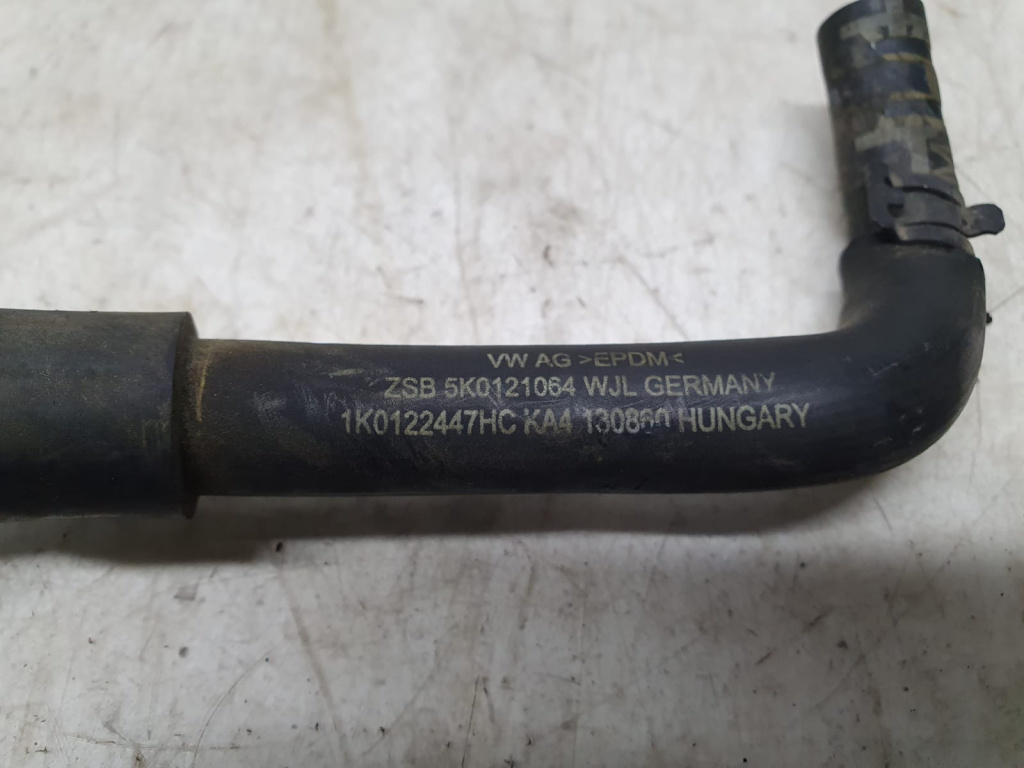 VW AG >EPDM<
ZSB 5K0121064 WJL GERMANY
1K0122447HC KA4 HUNGARY